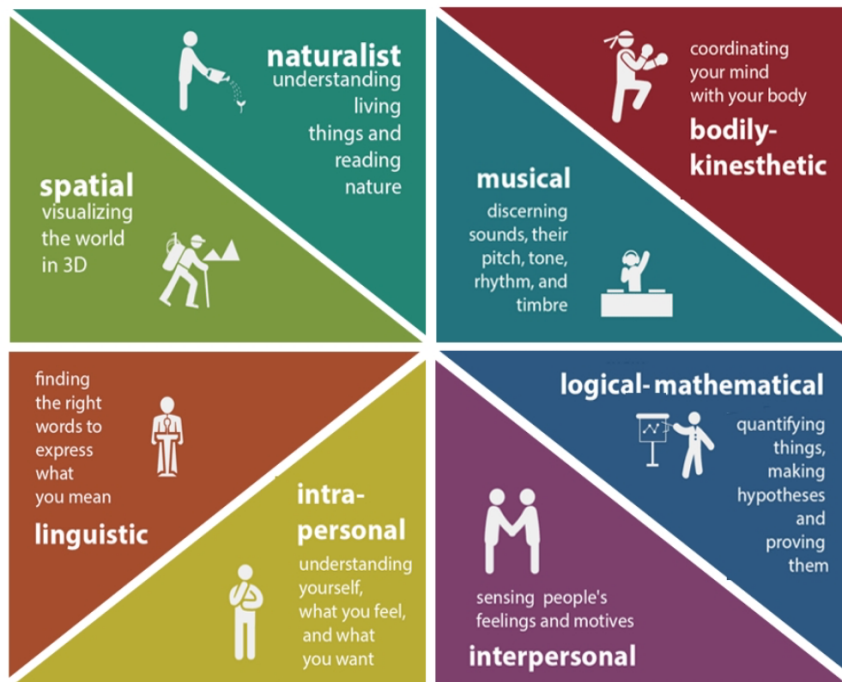 naturalist
understanding
living
things and
reading
nature
spatial
visualizing
the world
in 3D
coordinating
your mind
with your body
bodily-
kinesthetic
musical
discerning
sounds, their
pitch, tone,
rhythm, and
timbre
finding
the right
words to
express
what
you mean
linguistic
intra-
personal
understanding
yourself,
what you feel,
and what
you want
logical-mathematical
quantifying
things,
making
hypotheses
and
proving
them
sensing people's
feelings and motives
interpersonal